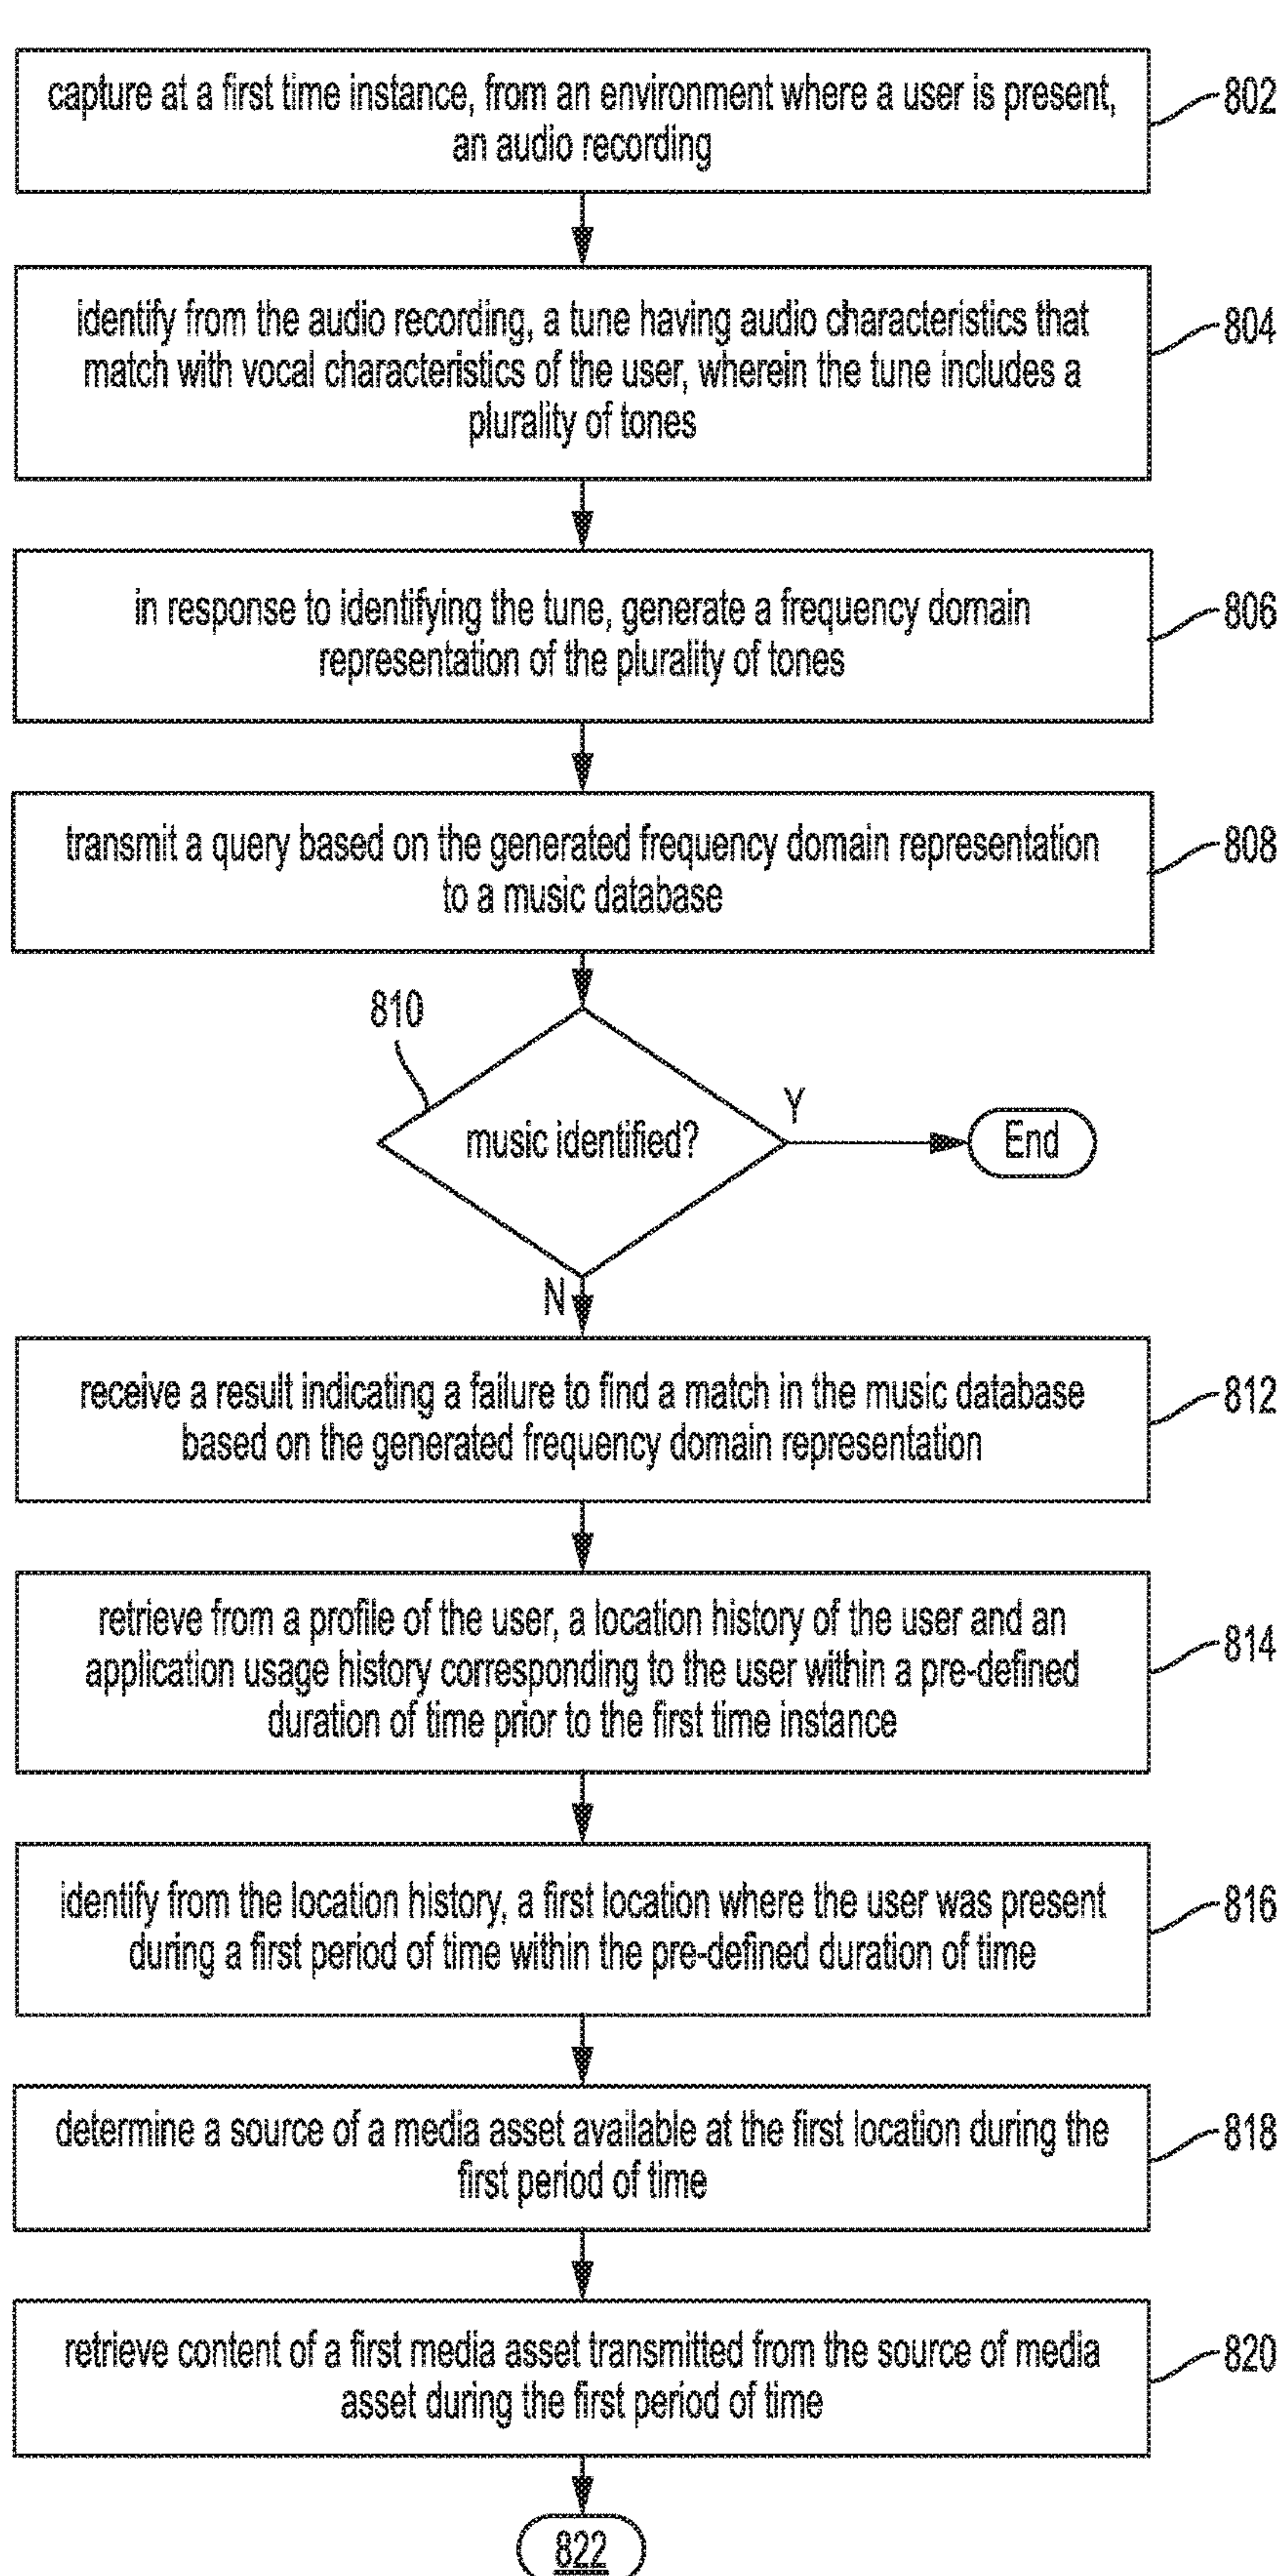 capture at a first time instance, from an environment where a user is present,
an audio recording
802
identify from the audio recording, a tune having audio characteristics that
match with vocal characteristics of the user, wherein the tune includes a
plurality of tones
804
in response to identifying the tune, generate a frequency domain
representation of the plurality of tones
806
transmit a query based on the generated frequency domain representation
to a music database
808
810
music identified?
Y
End
N
receive a result indicating a failure to find a match in the music database
based on the generated frequency domain representation
812
retrieve from a profile of the user, a location history of the user and an
application usage history corresponding to the user within a pre-defined
duration of time prior to the first time instance
814
identify from the location history, a first location where the user was present
during a first period of time within the pre-defined duration of time
816
determine a source of a media asset available at the first location during the
first period of time
818
retrieve content of a first media asset transmitted from the source of media
asset during the first period of time
820
822